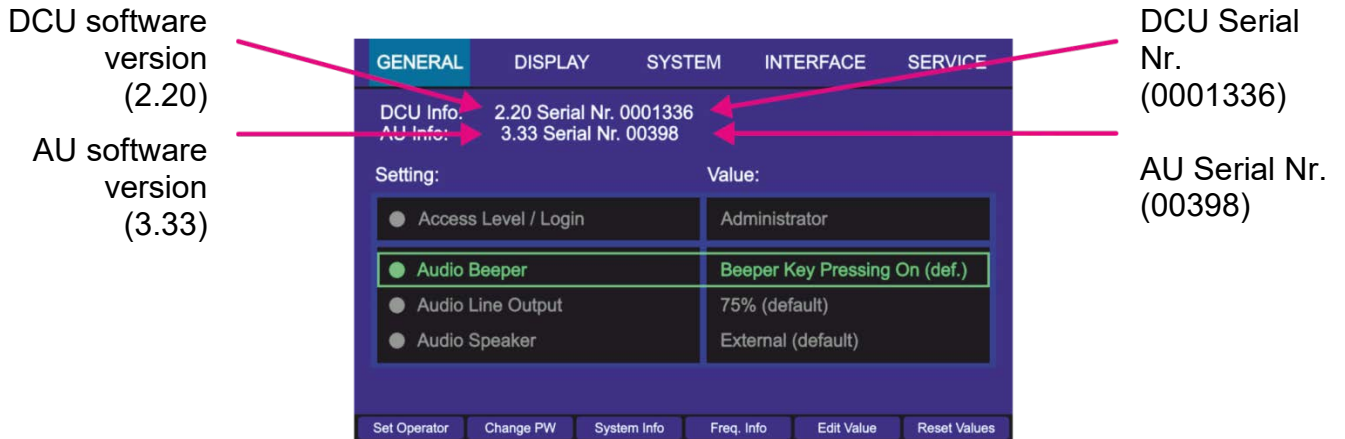 DCU software
version
(2.20)
AU software
version
(3.33)
GENERAL DISPLAY SYSTEM INTERFACE SERVICE
DCU Info: 2.20 Serial Nr. 0001336
AU Info: 3.33 Serial Nr. 00398
Setting: Value:
Access Level / Login Administrator
Audio Beeper Beeper Key Pressing On (def.)
Audio Line Output 75% (default)
Audio Speaker External (default)
Set Operator Change PW System Info Freq. Info Edit Value Reset Values
DCU Serial
Nr.
(0001336)
AU Serial Nr.
(00398)